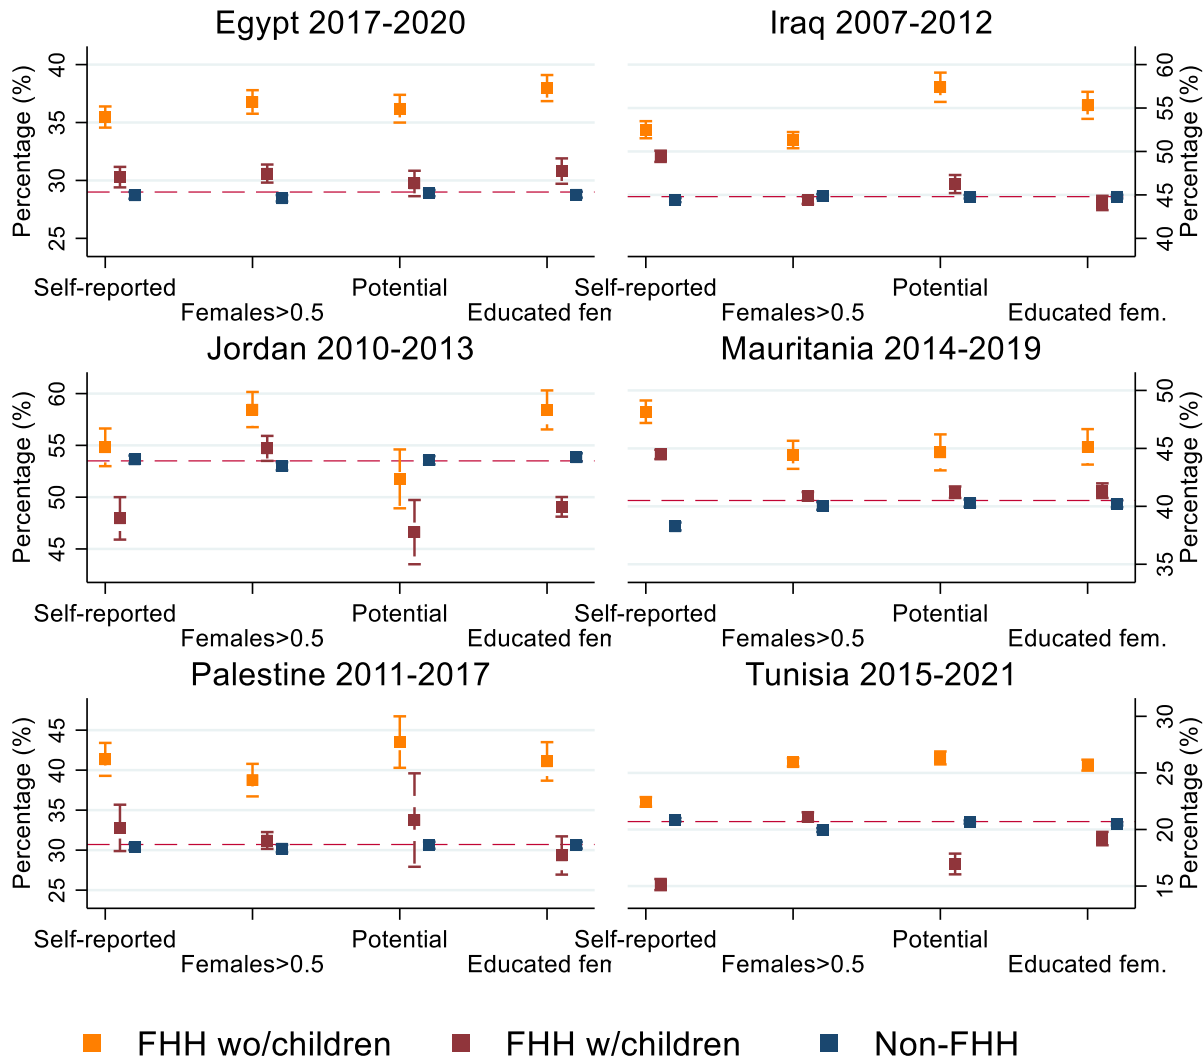 Egypt 2017-2020
Percentage (%)
40
35
30
25
Self-reported
Females>0.5
Potential
Educated fem
Iraq 2007-2012
Percentage (%)
60
55
50
45
40
Self-reported
Females>0.5
Potential
Educated fem.
Jordan 2010-2013
Percentage (%)
60
55
50
45
Self-reported
Females>0.5
Potential
Educated fem
Mauritania 2014-2019
Percentage (%)
50
45
40
35
Self-reported
Females>0.5
Potential
Educated fem.
Palestine 2011-2017
Percentage (%)
45
40
35
30
25
Self-reported
Females>0.5
Potential
Educated fem
Tunisia 2015-2021
Percentage (%)
30
25
20
15
Self-reported
Females>0.5
Potential
Educated fem.
FHH wo/children
FHH w/children
Non-FHH